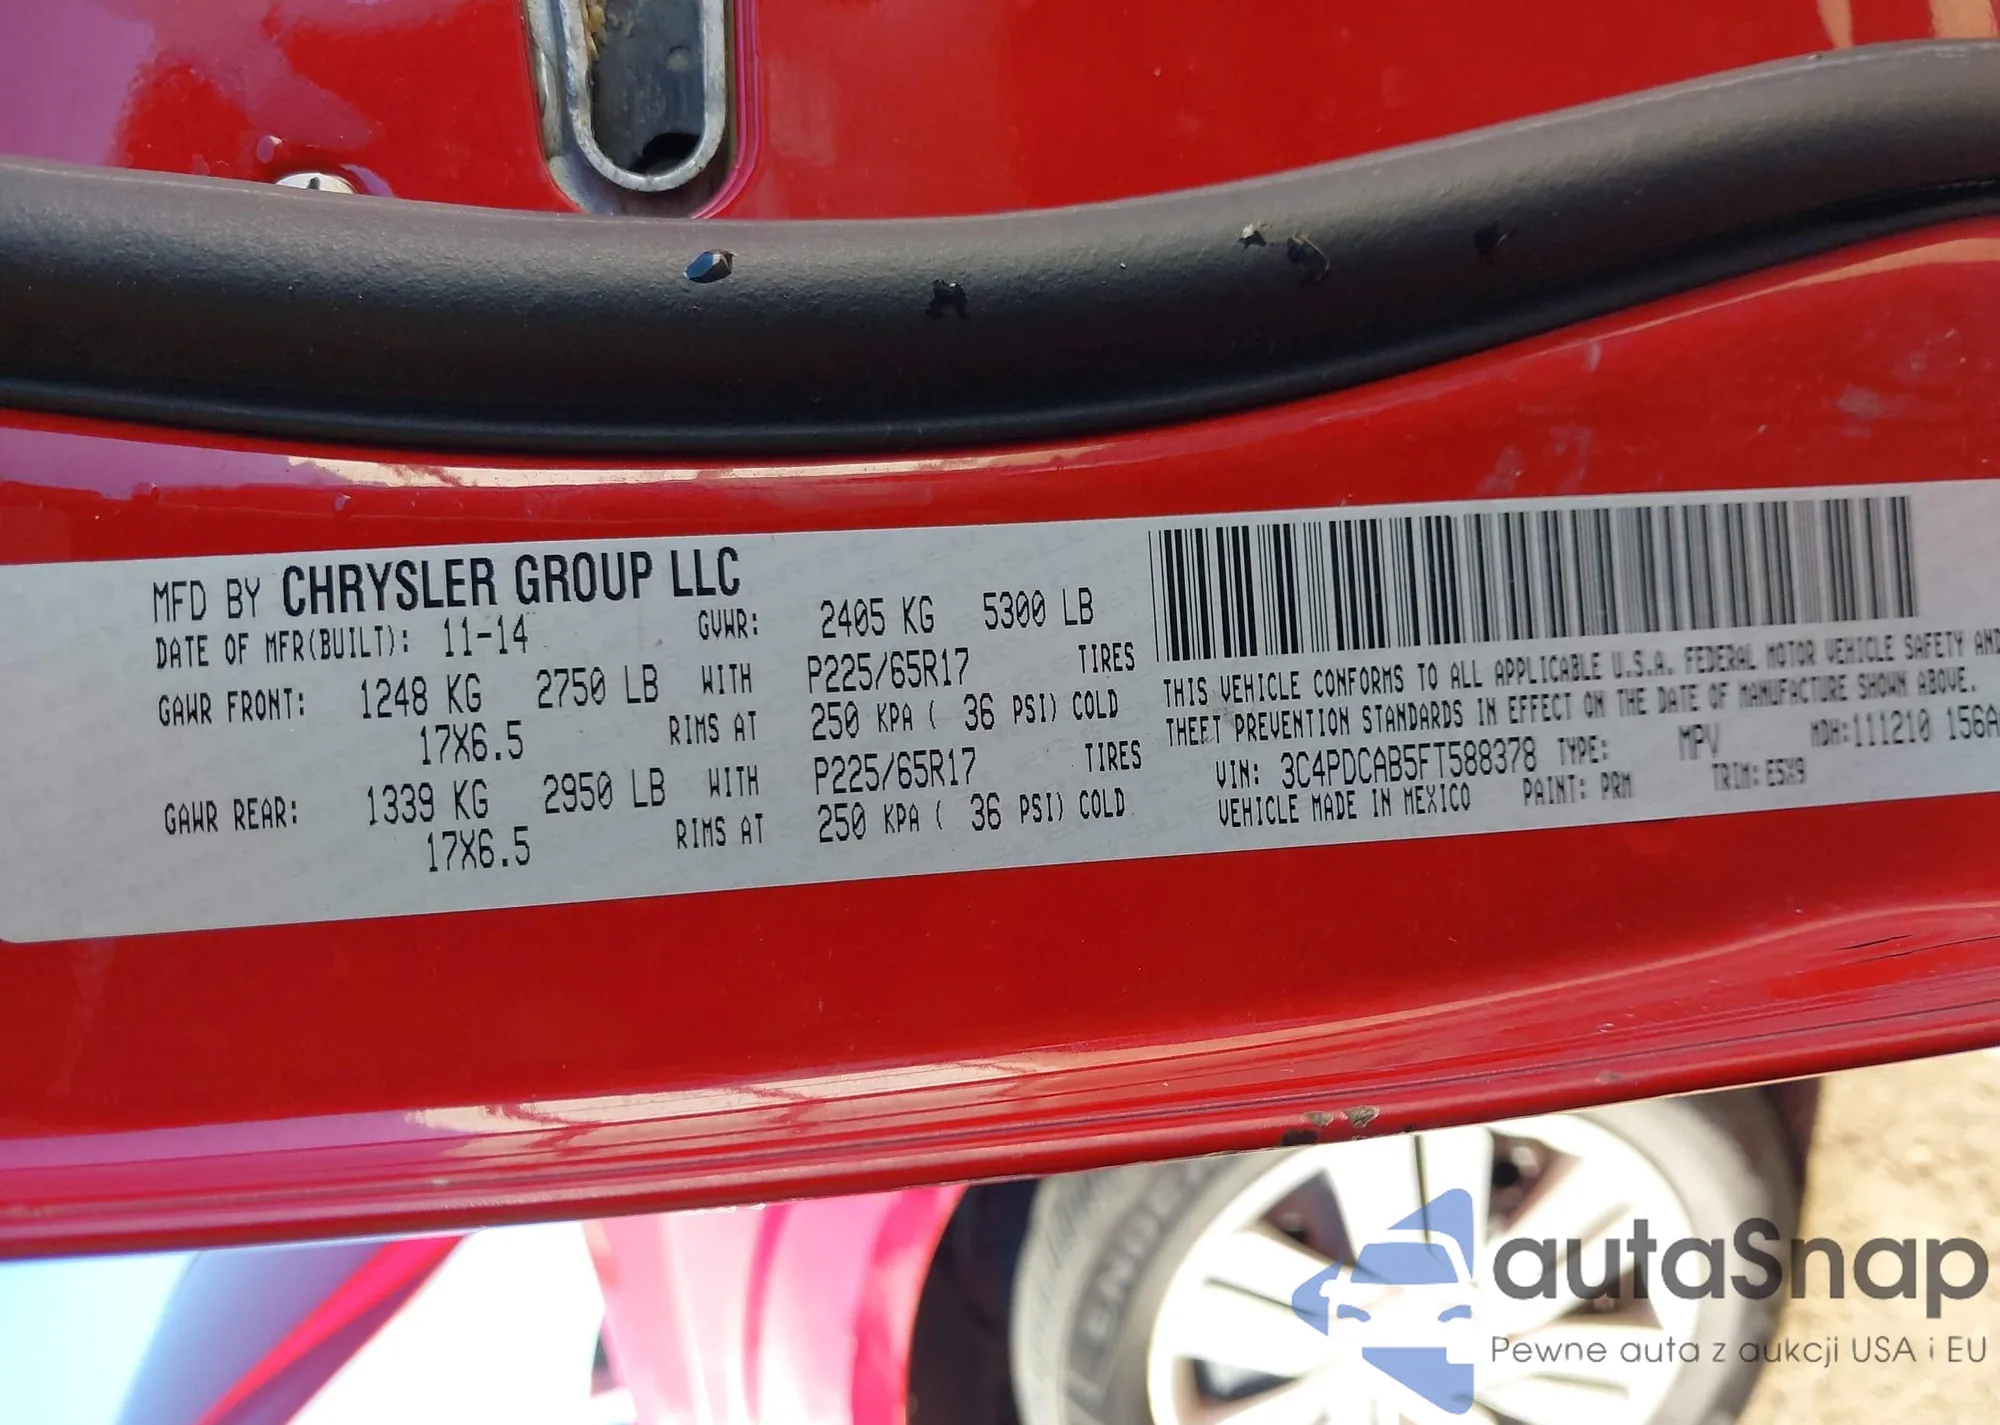 MFD BY CHRYSLER GROUP LLC
DATE OF MFR(BUILT): 11-14 GVWR: 2405 KG 5300 LB
GAWR FRONT: 1248 KG 2750 LB WITH P225/65R17 TIRES
17X6.5 RIMS AT 250 KPA ( 36 PSI) COLD
GAWR REAR: 1339 KG 2950 LB WITH P225/65R17 TIRES
17X6.5 RIMS AT 250 KPA ( 36 PSI) COLD
THIS VEHICLE CONFORMS TO ALL APPLICABLE U.S.A. FEDERAL MOTOR VEHICLE SAFETY AND
THEFT PREVENTION STANDARDS IN EFFECT ON THE DATE OF MANUFACTURE SHOWN ABOVE.
VIN: 3C4PDCAB5FT588378 TYPE: MPV MDH:111210 156A
VEHICLE MADE IN MEXICO PAINT: PRM TRIM: E5X9
autaSnap
Pewne auta z aukcji USA i EU